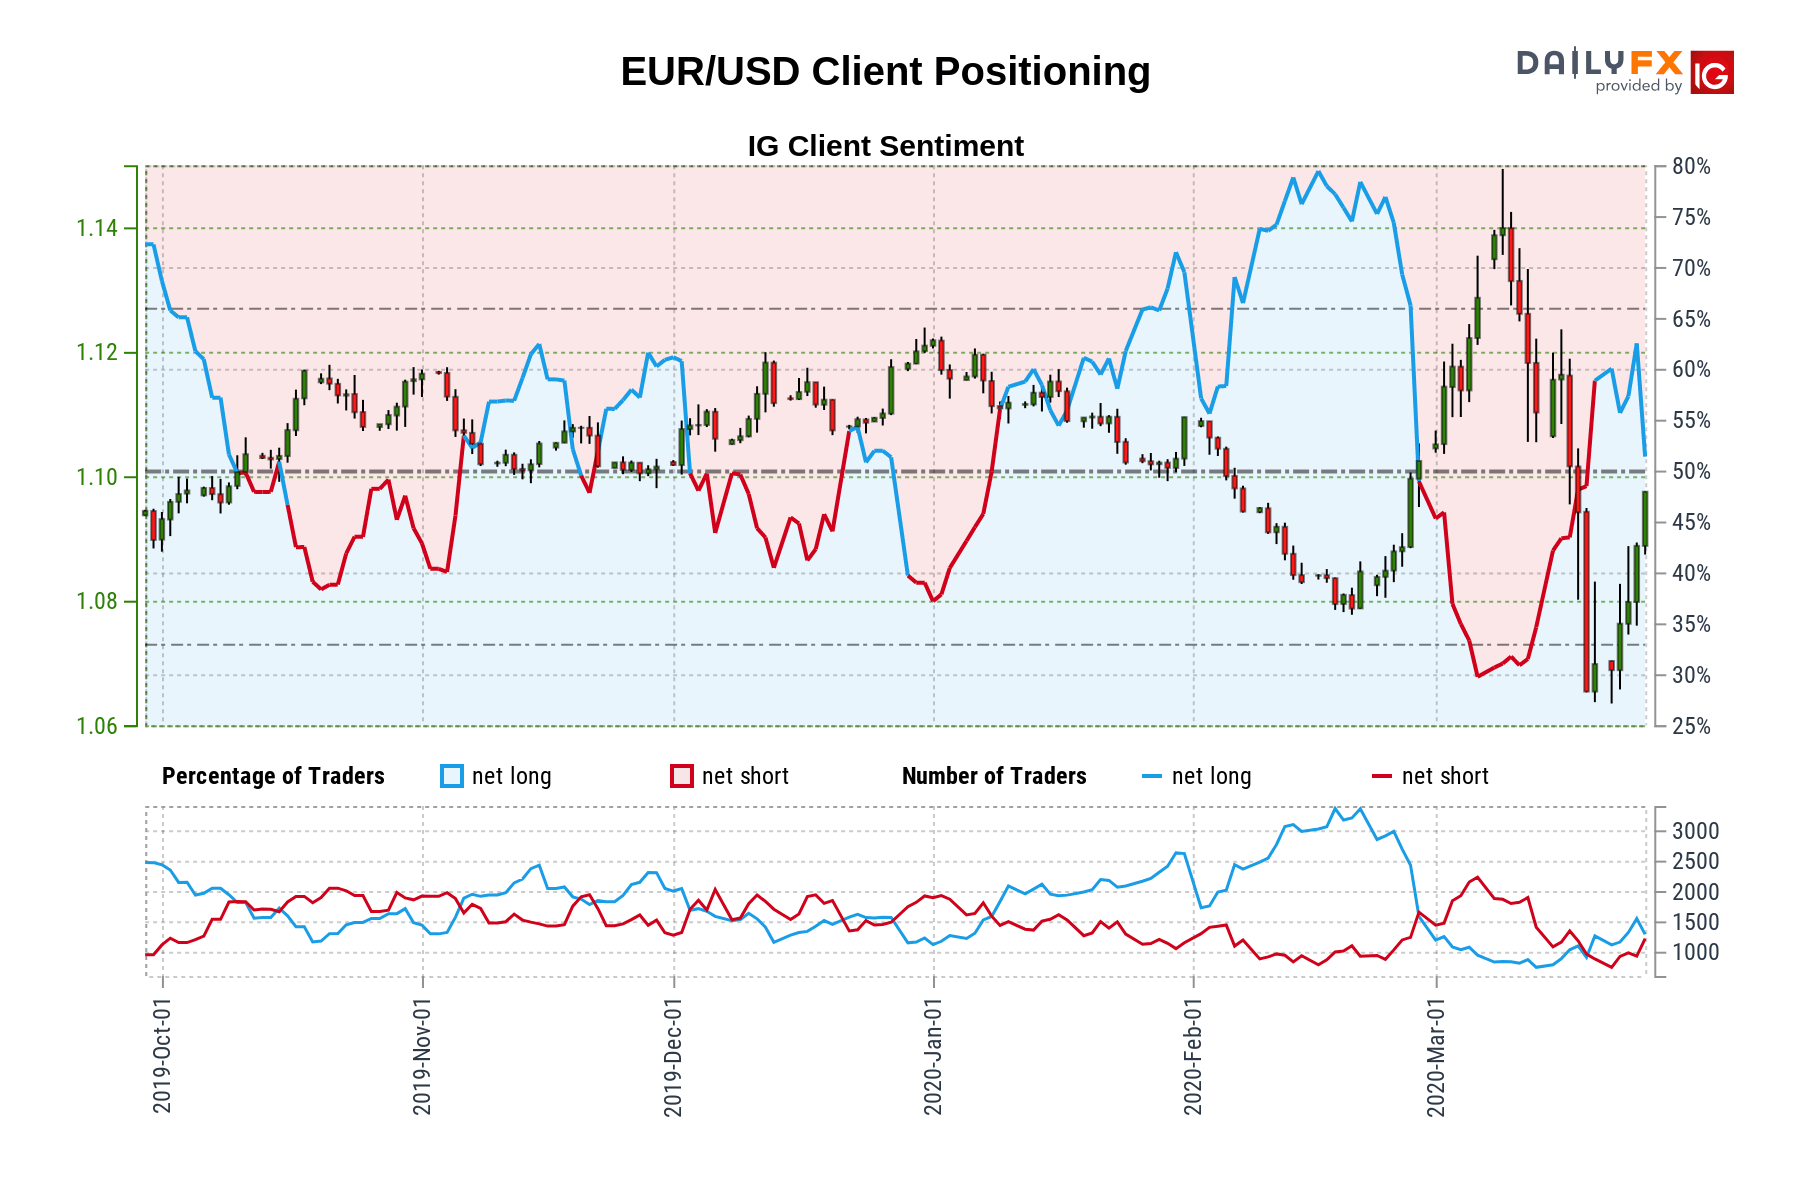 EUR/USD Client Positioning
DAILYFX
provided by IG
IG Client Sentiment
1.14
1.12
1.10
1.08
1.06
80%
75%
70%
65%
60%
55%
50%
45%
40%
35%
30%
25%
Percentage of Traders net long net short Number of Traders net long net short
3000
2500
2000
1500
1000
2019-Oct-01
2019-Nov-01
2019-Dec-01
2020-Jan-01
2020-Feb-01
2020-Mar-01